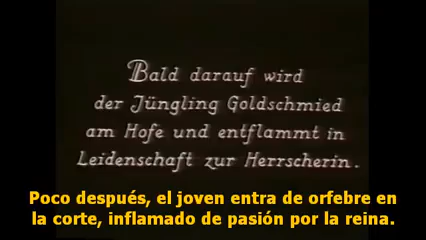 Bald darauf wird
der Jüngling Goldschmied
am Hofe und entflammt in
Leidenschaft zur Herrscherin.
Poco después, el joven entra de orfebre en
la corte, inflamado de pasión por la reina.